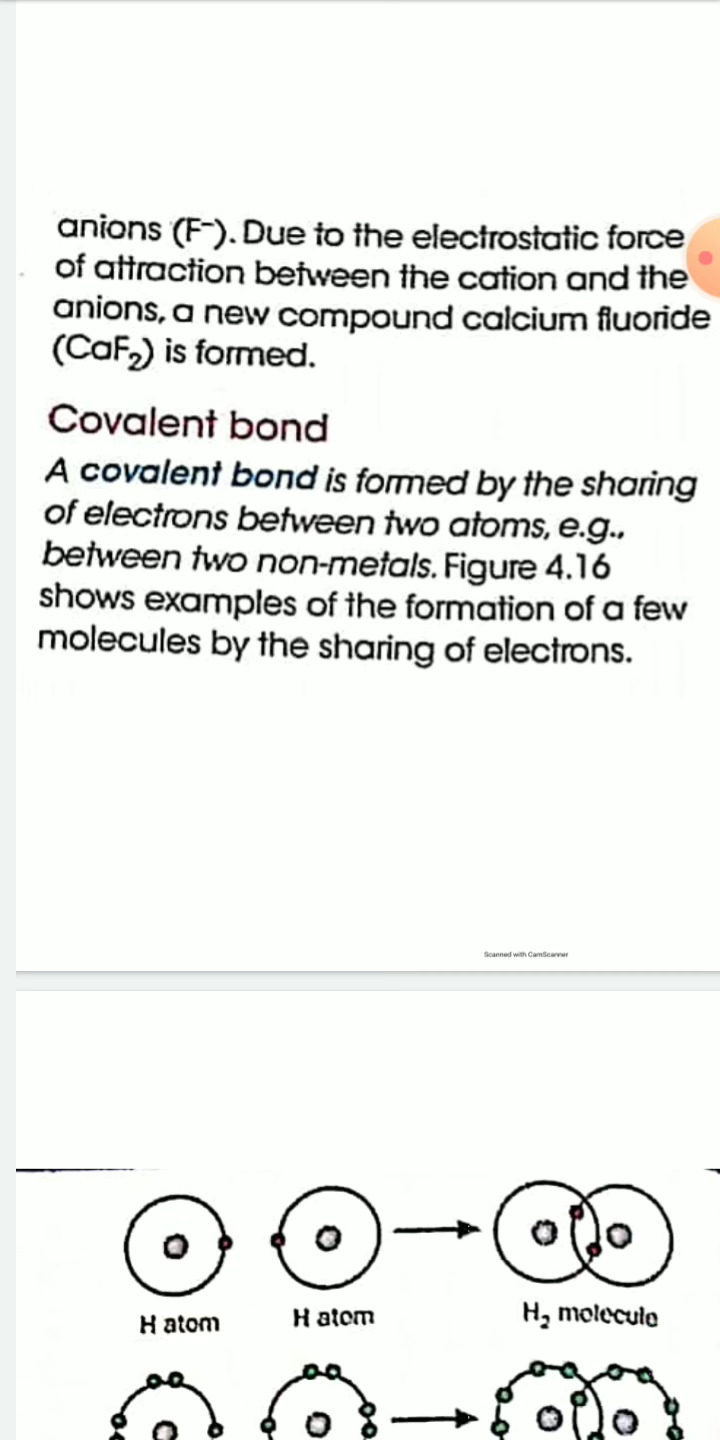 anions (F⁻). Due to the electrostatic force
of attraction between the cation and the
anions, a new compound calcium fluoride
(CaF₂) is formed.
Covalent bond
A covalent bond is formed by the sharing
of electrons between two atoms, e.g.,
between two non-metals. Figure 4.16
shows examples of the formation of a few
molecules by the sharing of electrons.
Scanned with CamScanner
H atom H atom H₂ molecule